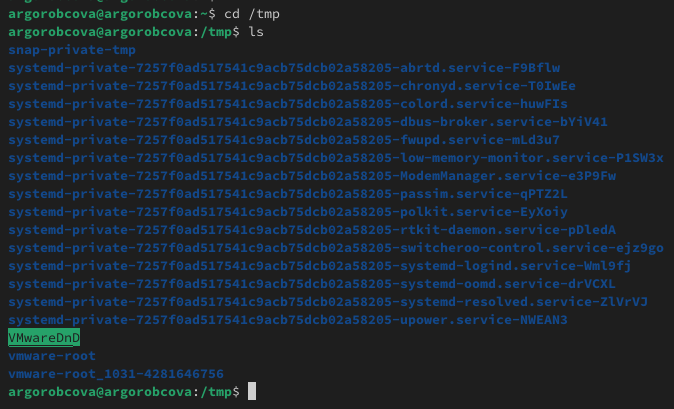 argorobcova@argorobcova:~$ cd /tmp
argorobcova@argorobcova:/tmp$ ls
snap-private-tmp
systemd-private-7257f0ad517541c9acb75dcb02a58205-abrtd.service-F9Bflw
systemd-private-7257f0ad517541c9acb75dcb02a58205-chronyd.service-T0IwEe
systemd-private-7257f0ad517541c9acb75dcb02a58205-colord.service-huwFIs
systemd-private-7257f0ad517541c9acb75dcb02a58205-dbus-broker.service-bYiV41
systemd-private-7257f0ad517541c9acb75dcb02a58205-fwupd.service-mLd3u7
systemd-private-7257f0ad517541c9acb75dcb02a58205-low-memory-monitor.service-P1SW3x
systemd-private-7257f0ad517541c9acb75dcb02a58205-ModemManager.service-e3P9Fw
systemd-private-7257f0ad517541c9acb75dcb02a58205-passim.service-qPTZ2L
systemd-private-7257f0ad517541c9acb75dcb02a58205-polkit.service-EyXoiy
systemd-private-7257f0ad517541c9acb75dcb02a58205-rtkit-daemon.service-pDledA
systemd-private-7257f0ad517541c9acb75dcb02a58205-switcheroo-control.service-ejz9go
systemd-private-7257f0ad517541c9acb75dcb02a58205-systemd-logind.service-Wml9fj
systemd-private-7257f0ad517541c9acb75dcb02a58205-systemd-oomd.service-drVCXL
systemd-private-7257f0ad517541c9acb75dcb02a58205-systemd-resolved.service-ZlVrVJ
systemd-private-7257f0ad517541c9acb75dcb02a58205-upower.service-NWEAN3
VMwareDnD
vmware-root
vmware-root_1031-4281646756
argorobcova@argorobcova:/tmp$